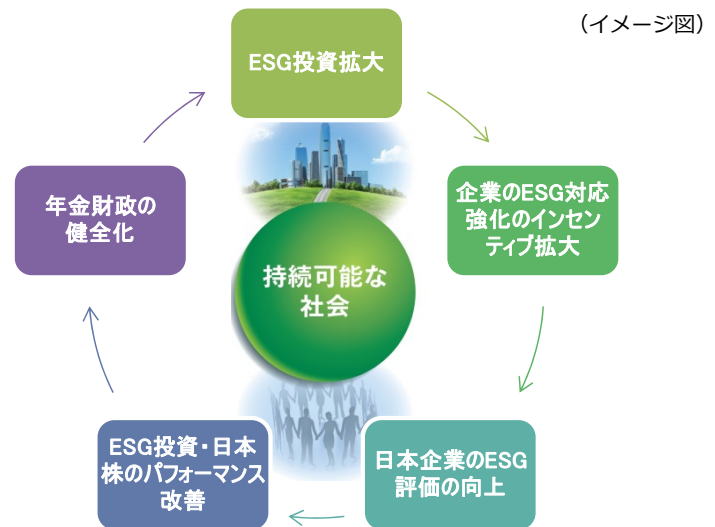 （イメージ図）
ESG投資拡大
企業のESG対応
強化のインセン
ティブ拡大
日本企業のESG
評価の向上
ESG投資・日本
株のパフォーマンス
改善
年金財政の
健全化
持続可能な
社会